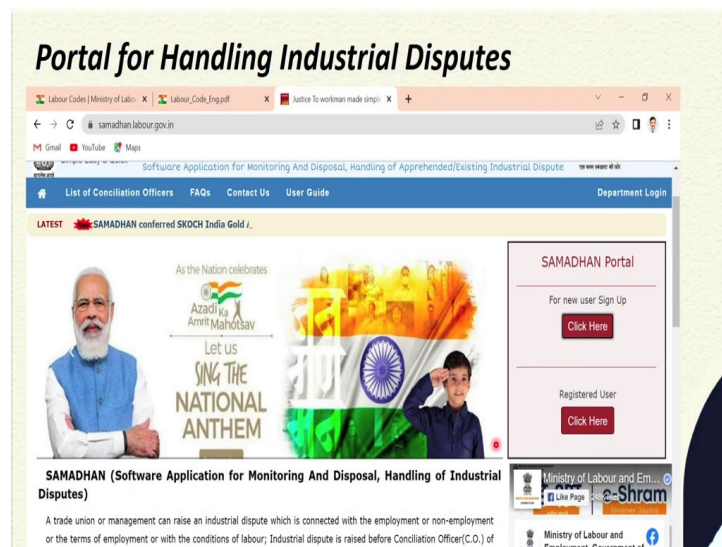 Portal for Handling Industrial Disputes
Labour Codes | Ministry of Labou X
Labour_Code_Eng.pdf X
Justice To workman made simple X +
samadhan.labour.gov.in
Gmail YouTube Maps
Software Application for Monitoring And Disposal, Handling of Apprehended/Existing Industrial Dispute
List of Conciliation Officers FAQs Contact Us User Guide Department Login
LATEST SAMADHAN conferred SKOCH India Gold
As the Nation celebrates
Azadi Ka
Amrit Mahotsav
Let us
SING THE
NATIONAL
ANTHEM
SAMADHAN Portal
For new user Sign Up
Click Here
Registered User
Click Here
SAMADHAN (Software Application for Monitoring And Disposal, Handling of Industrial
Disputes)
A trade union or management can raise an industrial dispute which is connected with the employment or non-employment
or the terms of employment or with the conditions of labour; Industrial dispute is raised before Conciliation Officer(C.O.) of
Ministry of Labour and Em...
Like Page
e-Shram
Ministry of Labour and
Employment, Government of